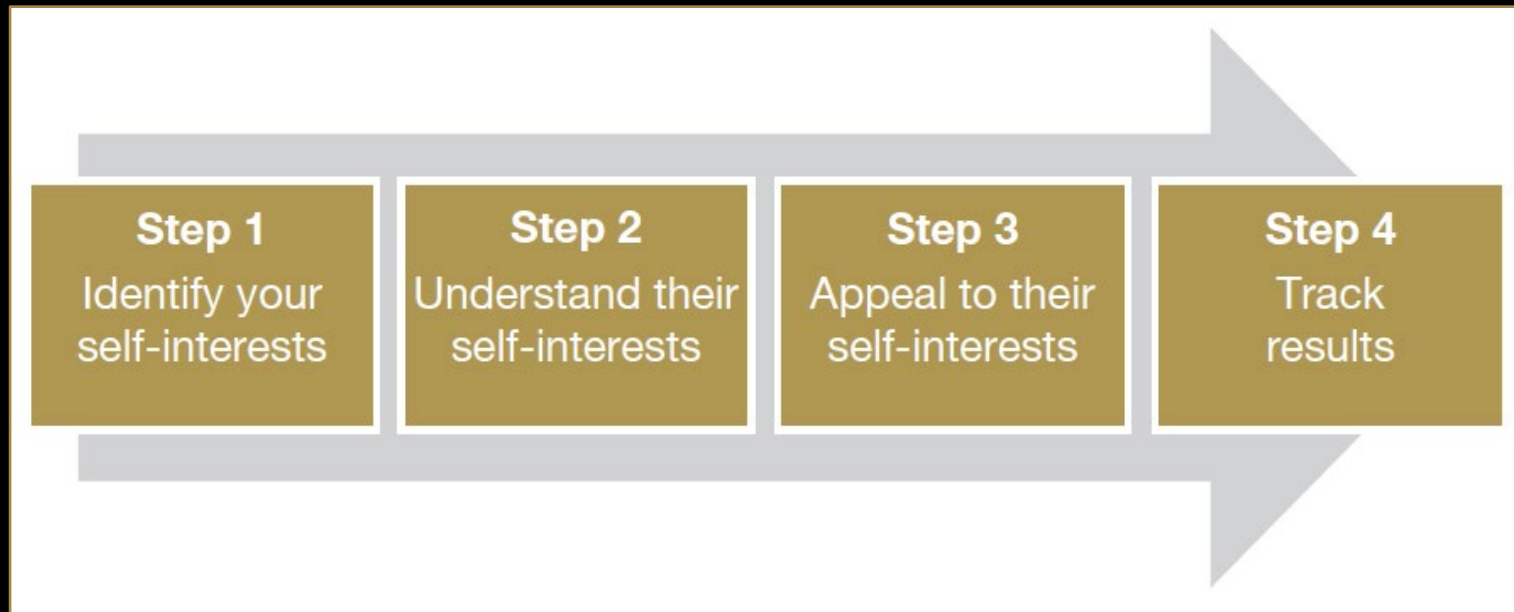 Step 1
Identify your
self-interests
Step 2
Understand their
self-interests
Step 3
Appeal to their
self-interests
Step 4
Track
results